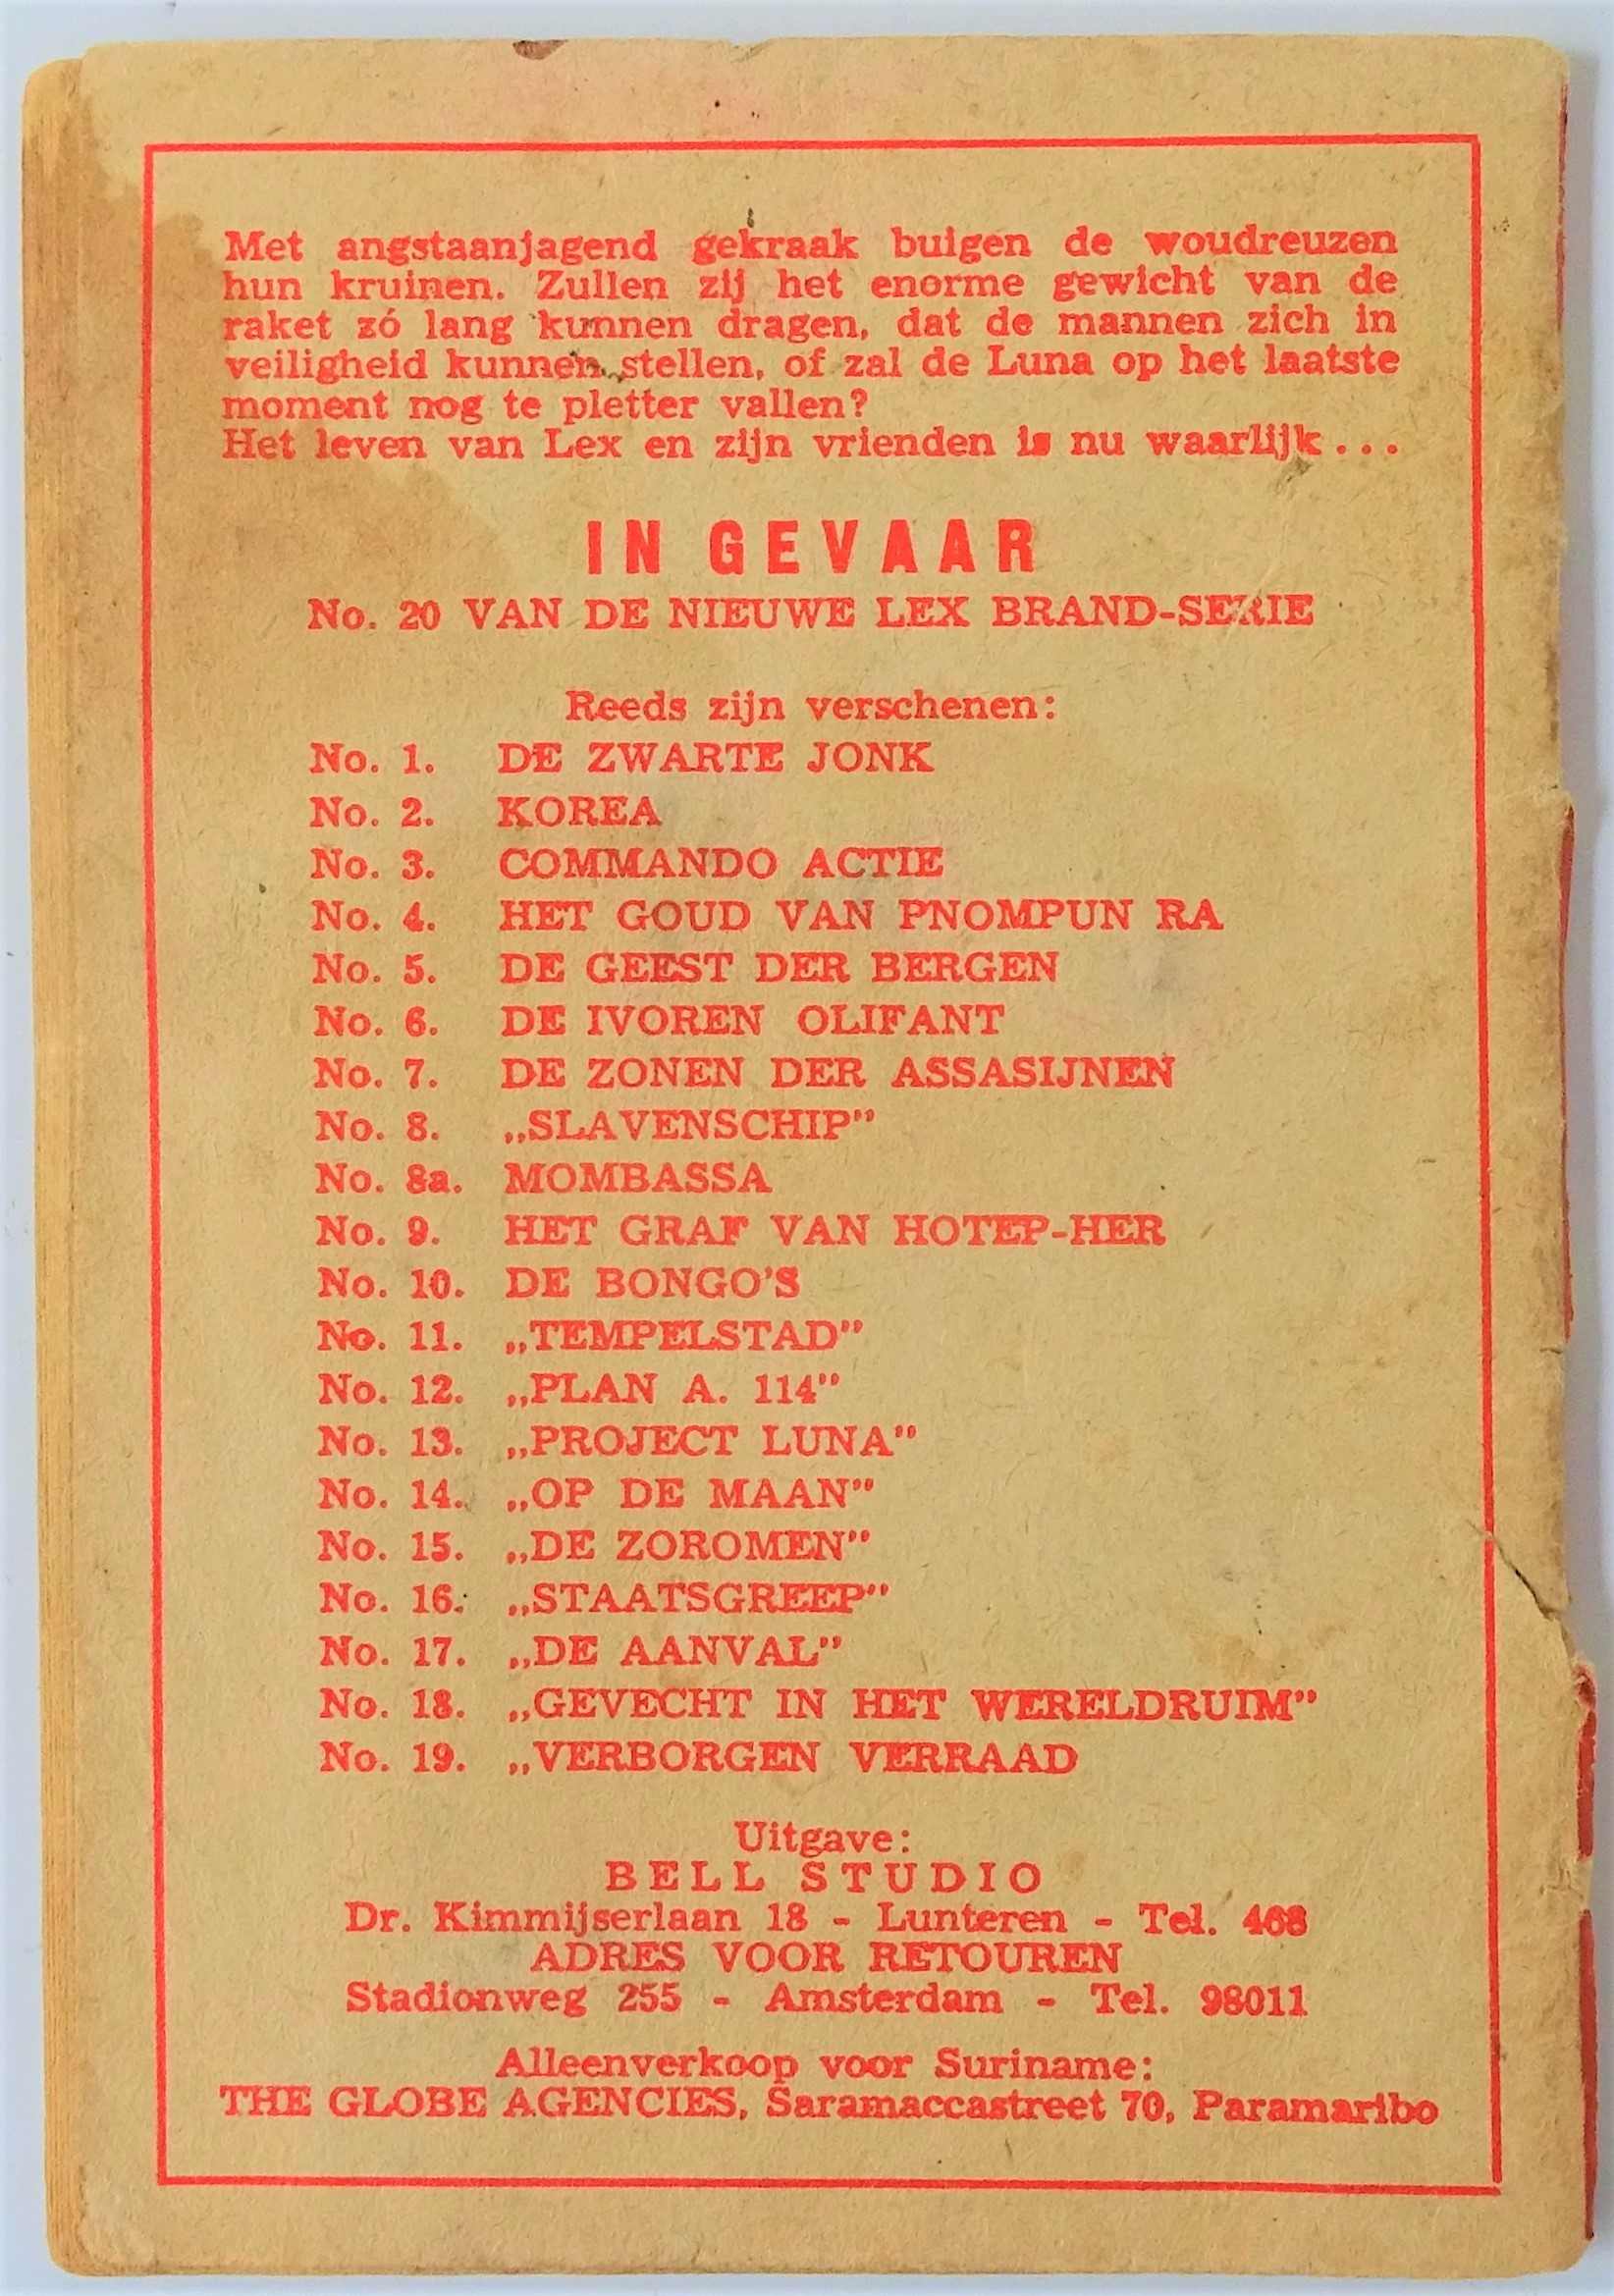 Met angstaanjagend gekraak buigen de woudreuzen
hun kruinen. Zullen zij het enorme gewicht van de
raket zó lang kunnen dragen, dat de mannen zich in
veiligheid kunnen stellen, of zal de Luna op het laatste
moment nog te pletter vallen?
Het leven van Lex en zijn vrienden is nu waarlijk...
IN GEVAAR
No. 20 VAN DE NIEUWE LEX BRAND-SERIE
Reeds zijn verschenen:
No. 1. DE ZWARTE JONK
No. 2. KOREA
No. 3. COMMANDO ACTIE
No. 4. HET GOUD VAN PNOMPUN RA
No. 5. DE GEEST DER BERGEN
No. 6. DE IVOREN OLIFANT
No. 7. DE ZONEN DER ASSASIJNEN
No. 8. „SLAVENSCHIP”
No. 8a. MOMBASSA
No. 9. HET GRAF VAN HOTEP-HER
No. 10. DE BONGO'S
No. 11. „TEMPELSTAD”
No. 12. „PLAN A. 114”
No. 13. „PROJECT LUNA”
No. 14. „OP DE MAAN”
No. 15. „DE ZOROMEN”
No. 16. „STAATSGREEP”
No. 17. „DE AANVAL”
No. 18. „GEVECHT IN HET WERELDRUIM”
No. 19. „VERBORGEN VERRAAD
Uitgave:
BELL STUDIO
Dr. Kimmijserlaan 18 - Lunteren - Tel. 468
ADRES VOOR RETOUREN
Stadionweg 255 - Amsterdam - Tel. 98011
Alleenverkoop voor Suriname:
THE GLOBE AGENCIES, Saramaccastreet 70, Paramaribo